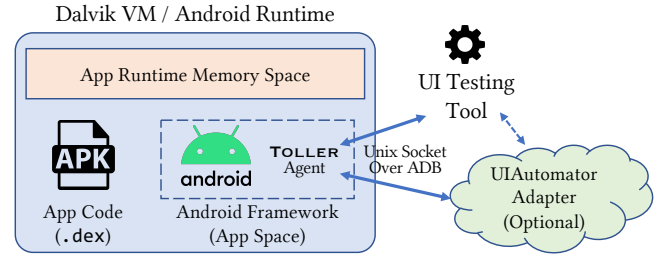 Dalvik VM / Android Runtime
App Runtime Memory Space
UI Testing
Tool
APK
android
TOLLER
Agent
Unix Socket
Over ADB
UIAutomator
Adapter
(Optional)
App Code
(.dex)
Android Framework
(App Space)